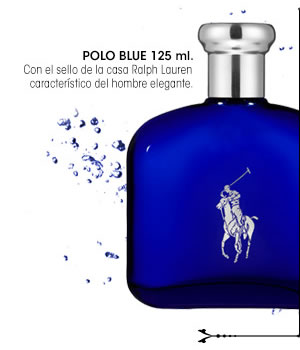 POLO BLUE 125 ml.
Con el sello de la casa Ralph Lauren
característico del hombre elegante.